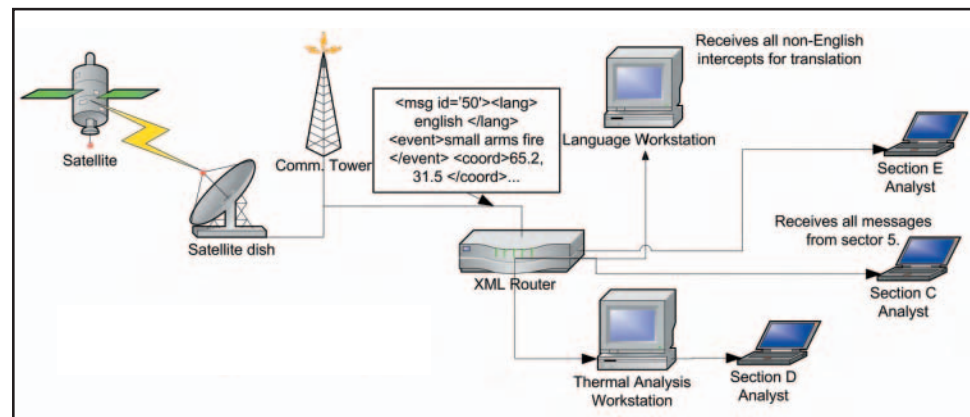 Satellite
Satellite dish
Comm. Tower
<msg id='50'><lang>
english </lang>
<event>small arms fire
</event> <coord>65.2,
31.5 </coord>...
Receives all non-English
intercepts for translation
Language Workstation
XML Router
Section E
Analyst
Receives all messages
from sector 5.
Section C
Analyst
Thermal Analysis
Workstation
Section D
Analyst